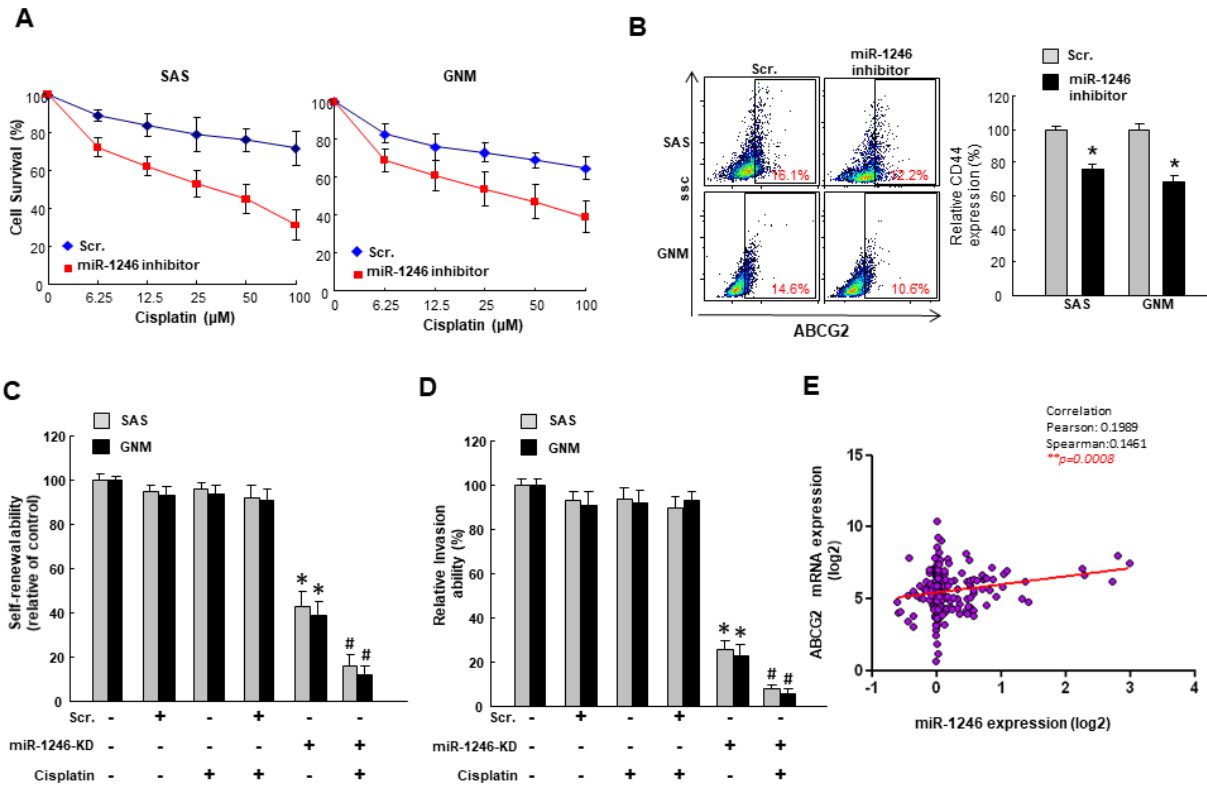 A
SAS
GNM
Cell Survival (%)
100
80
60
40
20
0
Scr.
miR-1246 inhibitor
0 6.25 12.5 25 50 100
Cisplatin (μM)
100
80
60
40
20
0
Scr.
miR-1246 inhibitor
0 6.25 12.5 25 50 100
Cisplatin (μM)
B
Scr.
miR-1246
inhibitor
SAS
16.1%
12.2%
ssc
GNM
14.6%
10.6%
ABCG2
Scr.
miR-1246
inhibitor
Relative CD44
expression (%)
120
100
80
60
40
20
0
* *
SAS GNM
C
SAS
GNM
Self-renewalability
(relative of control)
120
100
80
60
40
20
0
* *
# #
Scr. - + - + - -
miR-1246-KD - - - - + +
Cisplatin - - + + - +
D
SAS
GNM
Relative Invasion
ability (%)
120
100
80
60
40
20
0
* *
# #
Scr. - + - + - -
miR-1246-KD - - - - + +
Cisplatin - - + + - +
E
Correlation
Pearson: 0.1989
Spearman:0.1461
**p=0.0008
ABCG2 mRNA expression
(log2)
15
10
5
0
-1 0 1 2 3 4
miR-1246 expression (log2)